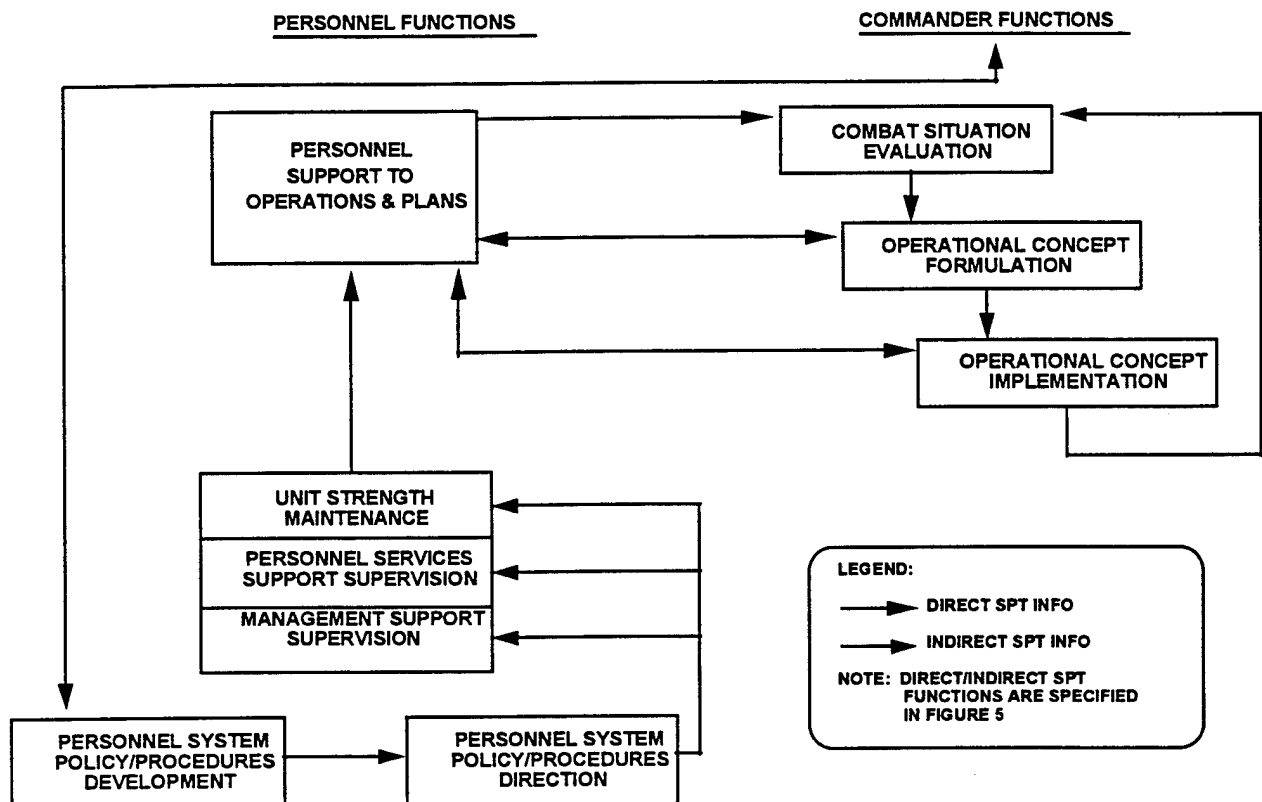 PERSONNEL FUNCTIONS
COMMANDER FUNCTIONS
PERSONNEL
SUPPORT TO
OPERATIONS & PLANS
COMBAT SITUATION
EVALUATION
OPERATIONAL CONCEPT
FORMULATION
OPERATIONAL CONCEPT
IMPLEMENTATION
UNIT STRENGTH
MAINTENANCE
PERSONNEL SERVICES
SUPPORT SUPERVISION
MANAGEMENT SUPPORT
SUPERVISION
LEGEND:
DIRECT SPT INFO
INDIRECT SPT INFO
NOTE: DIRECT/INDIRECT SPT
FUNCTIONS ARE SPECIFIED
IN FIGURE 5
PERSONNEL SYSTEM
POLICY/PROCEDURES
DEVELOPMENT
PERSONNEL SYSTEM
POLICY/PROCEDURES
DIRECTION